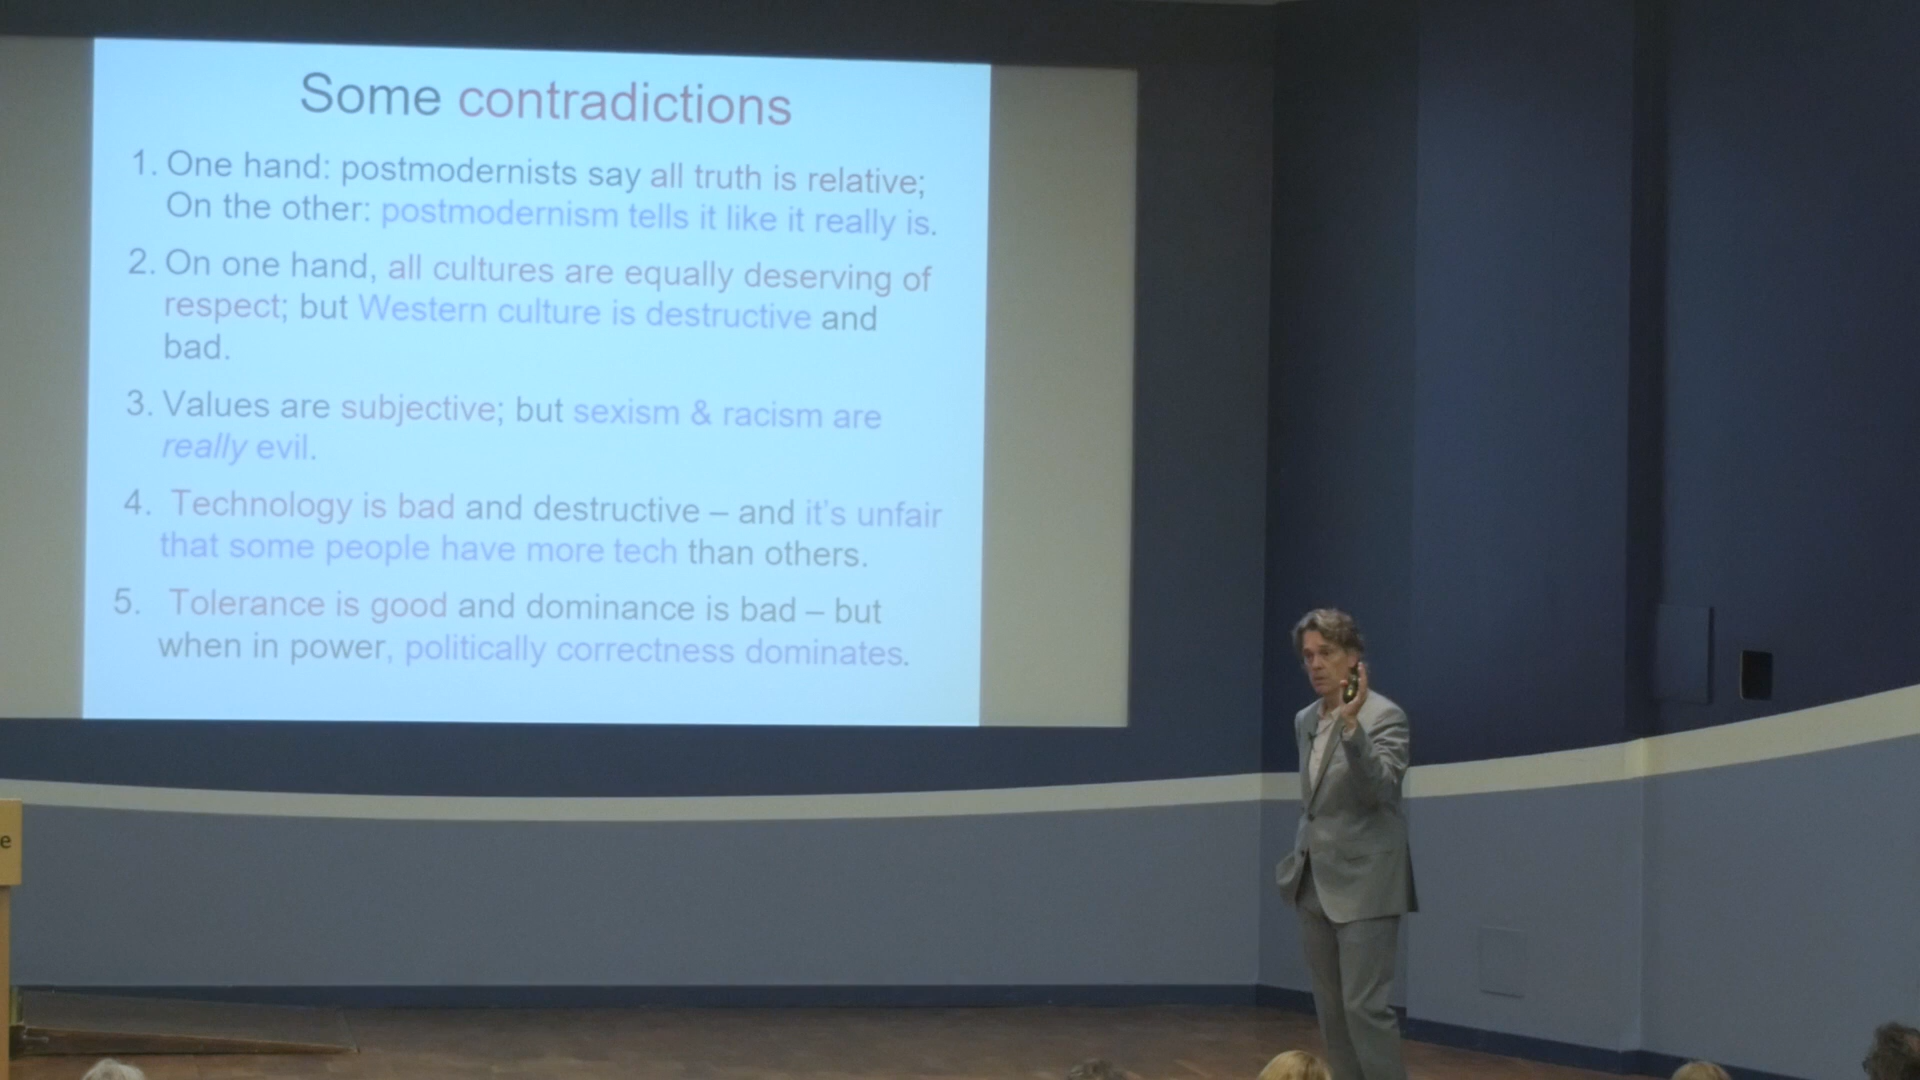 Some contradictions
1. One hand: postmodernists say all truth is relative;
On the other: postmodernism tells it like it really is.
2. On one hand, all cultures are equally deserving of
respect; but Western culture is destructive and
bad.
3. Values are subjective; but sexism & racism are
really evil.
4. Technology is bad and destructive – and it's unfair
that some people have more tech than others.
5. Tolerance is good and dominance is bad – but
when in power, politically correctness dominates.
e